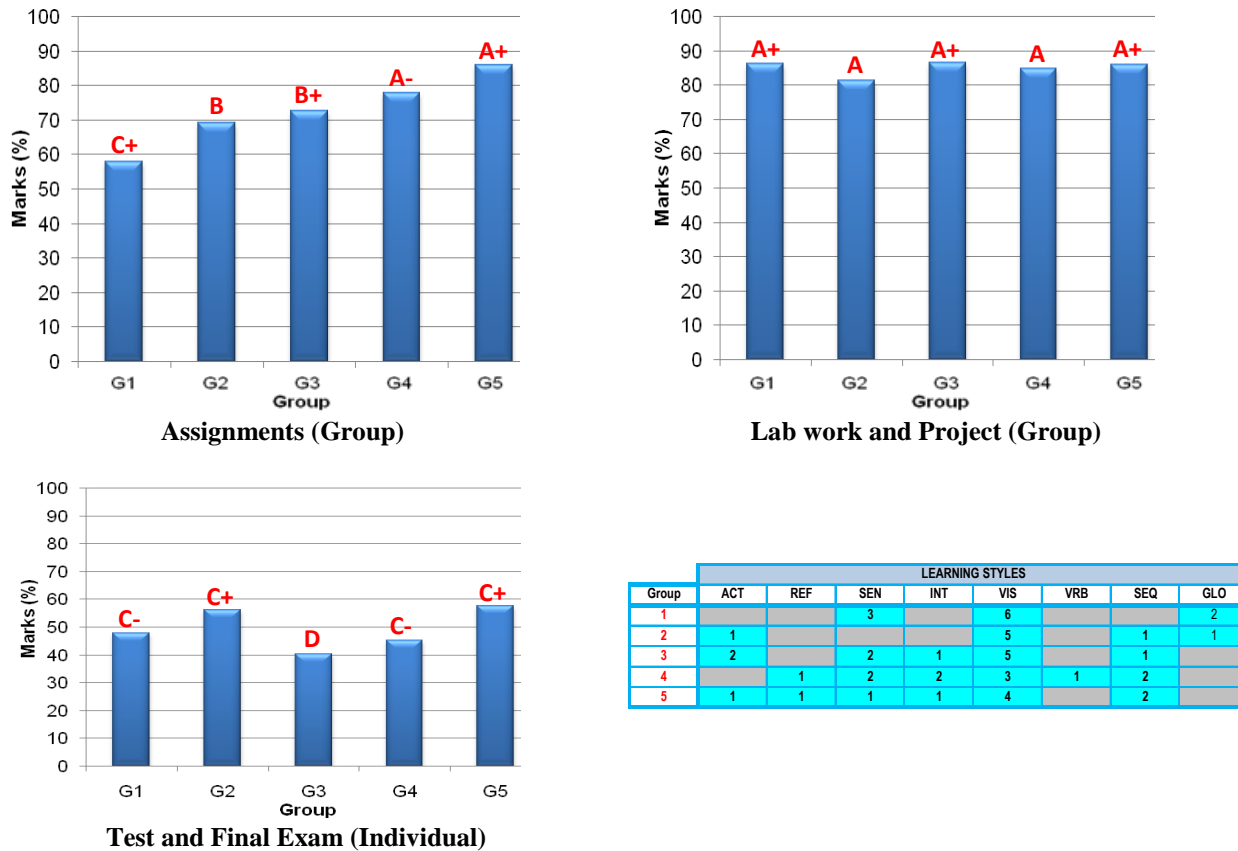 100
90
80
70
60
50
40
30
20
10
0
Marks (%)
C+
B
B+
A-
A+
G1 G2 G3 G4 G5
Group
Assignments (Group)
100
90
80
70
60
50
40
30
20
10
0
Marks (%)
A+
A
A+
A
A+
G1 G2 G3 G4 G5
Group
Lab work and Project (Group)
100
90
80
70
60
50
40
30
20
10
0
Marks (%)
C-
C+
D
C-
C+
G1 G2 G3 G4 G5
Group
Test and Final Exam (Individual)
LEARNING STYLES
Group ACT REF SEN INT VIS VRB SEQ GLO
1 3 6 2
2 1 5 1 1
3 2 2 1 5 1
4 1 2 2 3 1 2
5 1 1 1 1 4 2